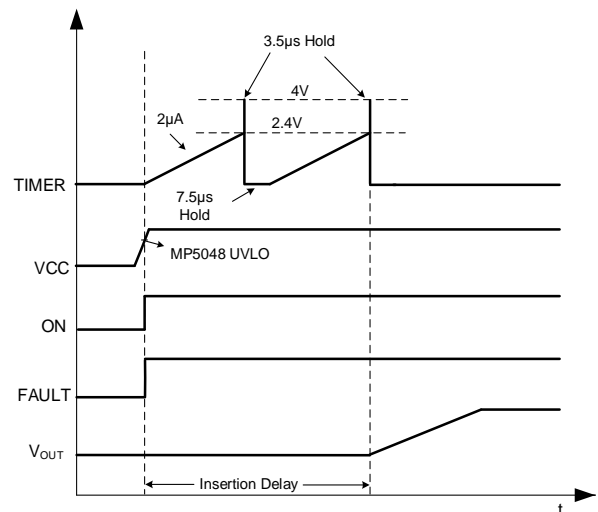 3.5µs Hold
4V
2µA
2.4V
TIMER
7.5µs
Hold
MP5048 UVLO
VCC
ON
FAULT
VOUT
Insertion Delay
t